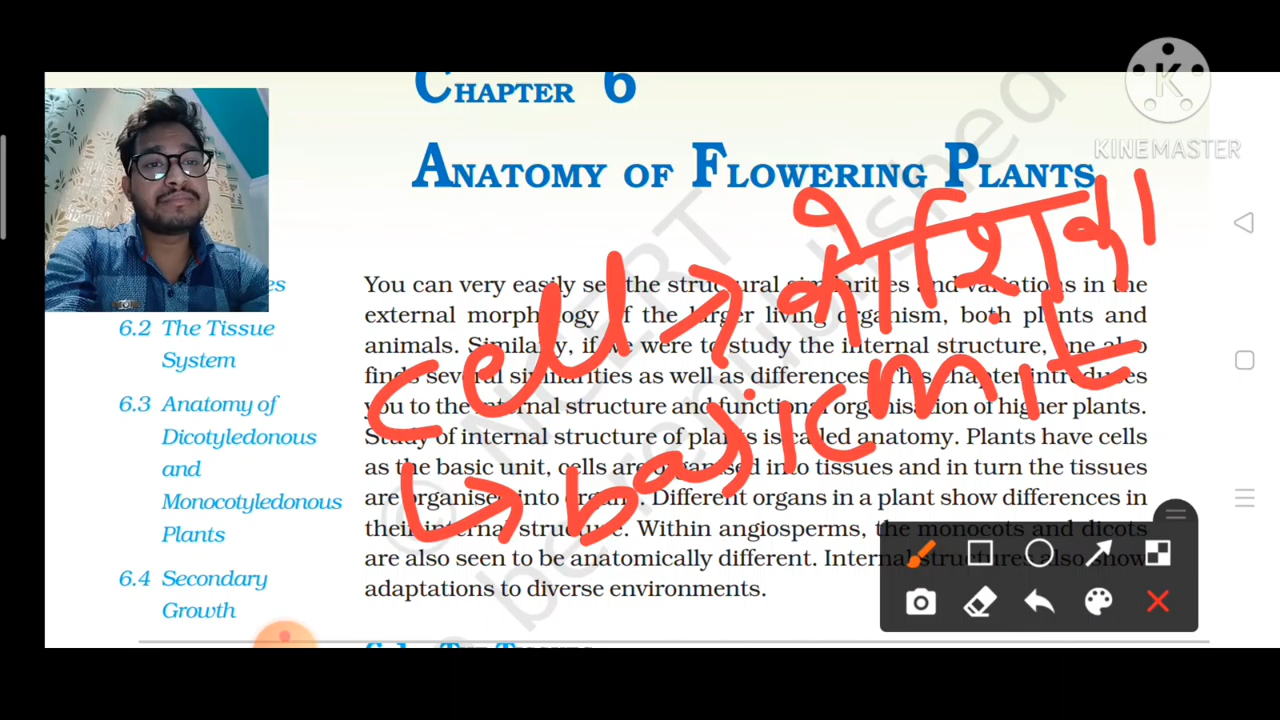 CHAPTER 6
KINEMASTER
ANATOMY OF FLOWERING PLANTS
cell → कोशिका
↳ basic unit
You can very easily see the structural similarities and variations in the
external morphology of the larger living organism, both plants and
animals. Similarly, if we were to study the internal structure, one also
finds several similarities as well as differences. This chapter introduces
you to the internal structure and functional organisation of higher plants.
Study of internal structure of plants is called anatomy. Plants have cells
as the basic unit, cells are organised into tissues and in turn the tissues
are organised into organs. Different organs in a plant show differences in
their internal structure. Within angiosperms, the monocots and dicots
are also seen to be anatomically different. Internal structures also show
adaptations to diverse environments.
6.2 The Tissue
System
6.3 Anatomy of
Dicotyledonous
and
Monocotyledonous
Plants
6.4 Secondary
Growth
© NCERT
be republished